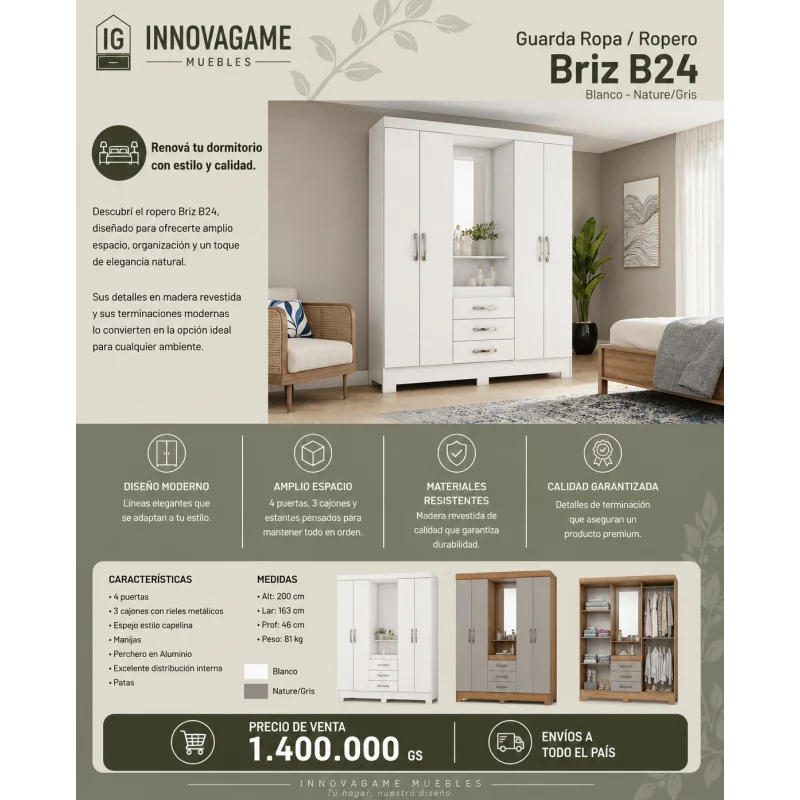 IG
INNOVAGAME
MUEBLES
Guarda Ropa / Ropero
Briz B24
Blanco - Nature/Gris
Renová tu dormitorio
con estilo y calidad.
Descubrí el ropero Briz B24,
diseñado para ofrecerte amplio
espacio, organización y un toque
de elegancia natural.
Sus detalles en madera revestida
y sus terminaciones modernas
lo convierten en la opción ideal
para cualquier ambiente.
DISEÑO MODERNO
Líneas elegantes que
se adaptan a tu estilo.
AMPLIO ESPACIO
4 puertas, 3 cajones y
estantes pensados para
mantener todo en orden.
MATERIALES
RESISTENTES
Madera revestida de
calidad que garantiza
durabilidad.
CALIDAD GARANTIZADA
Detalles de terminación
que aseguran un
producto premium.
CARACTERÍSTICAS
• 4 puertas
• 3 cajones con rieles metálicos
• Espejo estilo capelina
• Manijas
• Perchero en Aluminio
• Excelente distribución interna
• Patas
MEDIDAS
• Alt: 200 cm
• Lar: 163 cm
• Prof: 46 cm
• Peso: 81 kg
Blanco
Nature/Gris
PRECIO DE VENTA
1.400.000 GS
ENVÍOS A
TODO EL PAÍS
INNOVAGAME MUEBLES
Tu hogar, nuestro diseño.